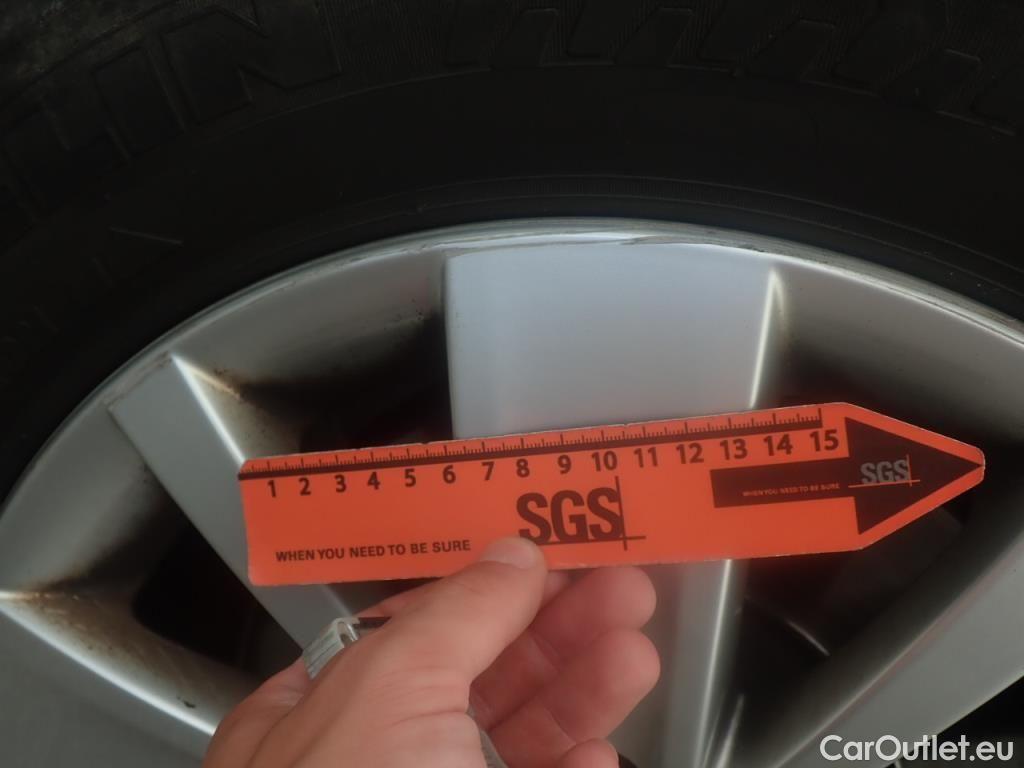 1 2 3 4 5 6 7 8 9 10 11 12 13 14 15
SGS
WHEN YOU NEED TO BE SURE
SGS
WHEN YOU NEED TO BE SURE
CarOutlet.eu